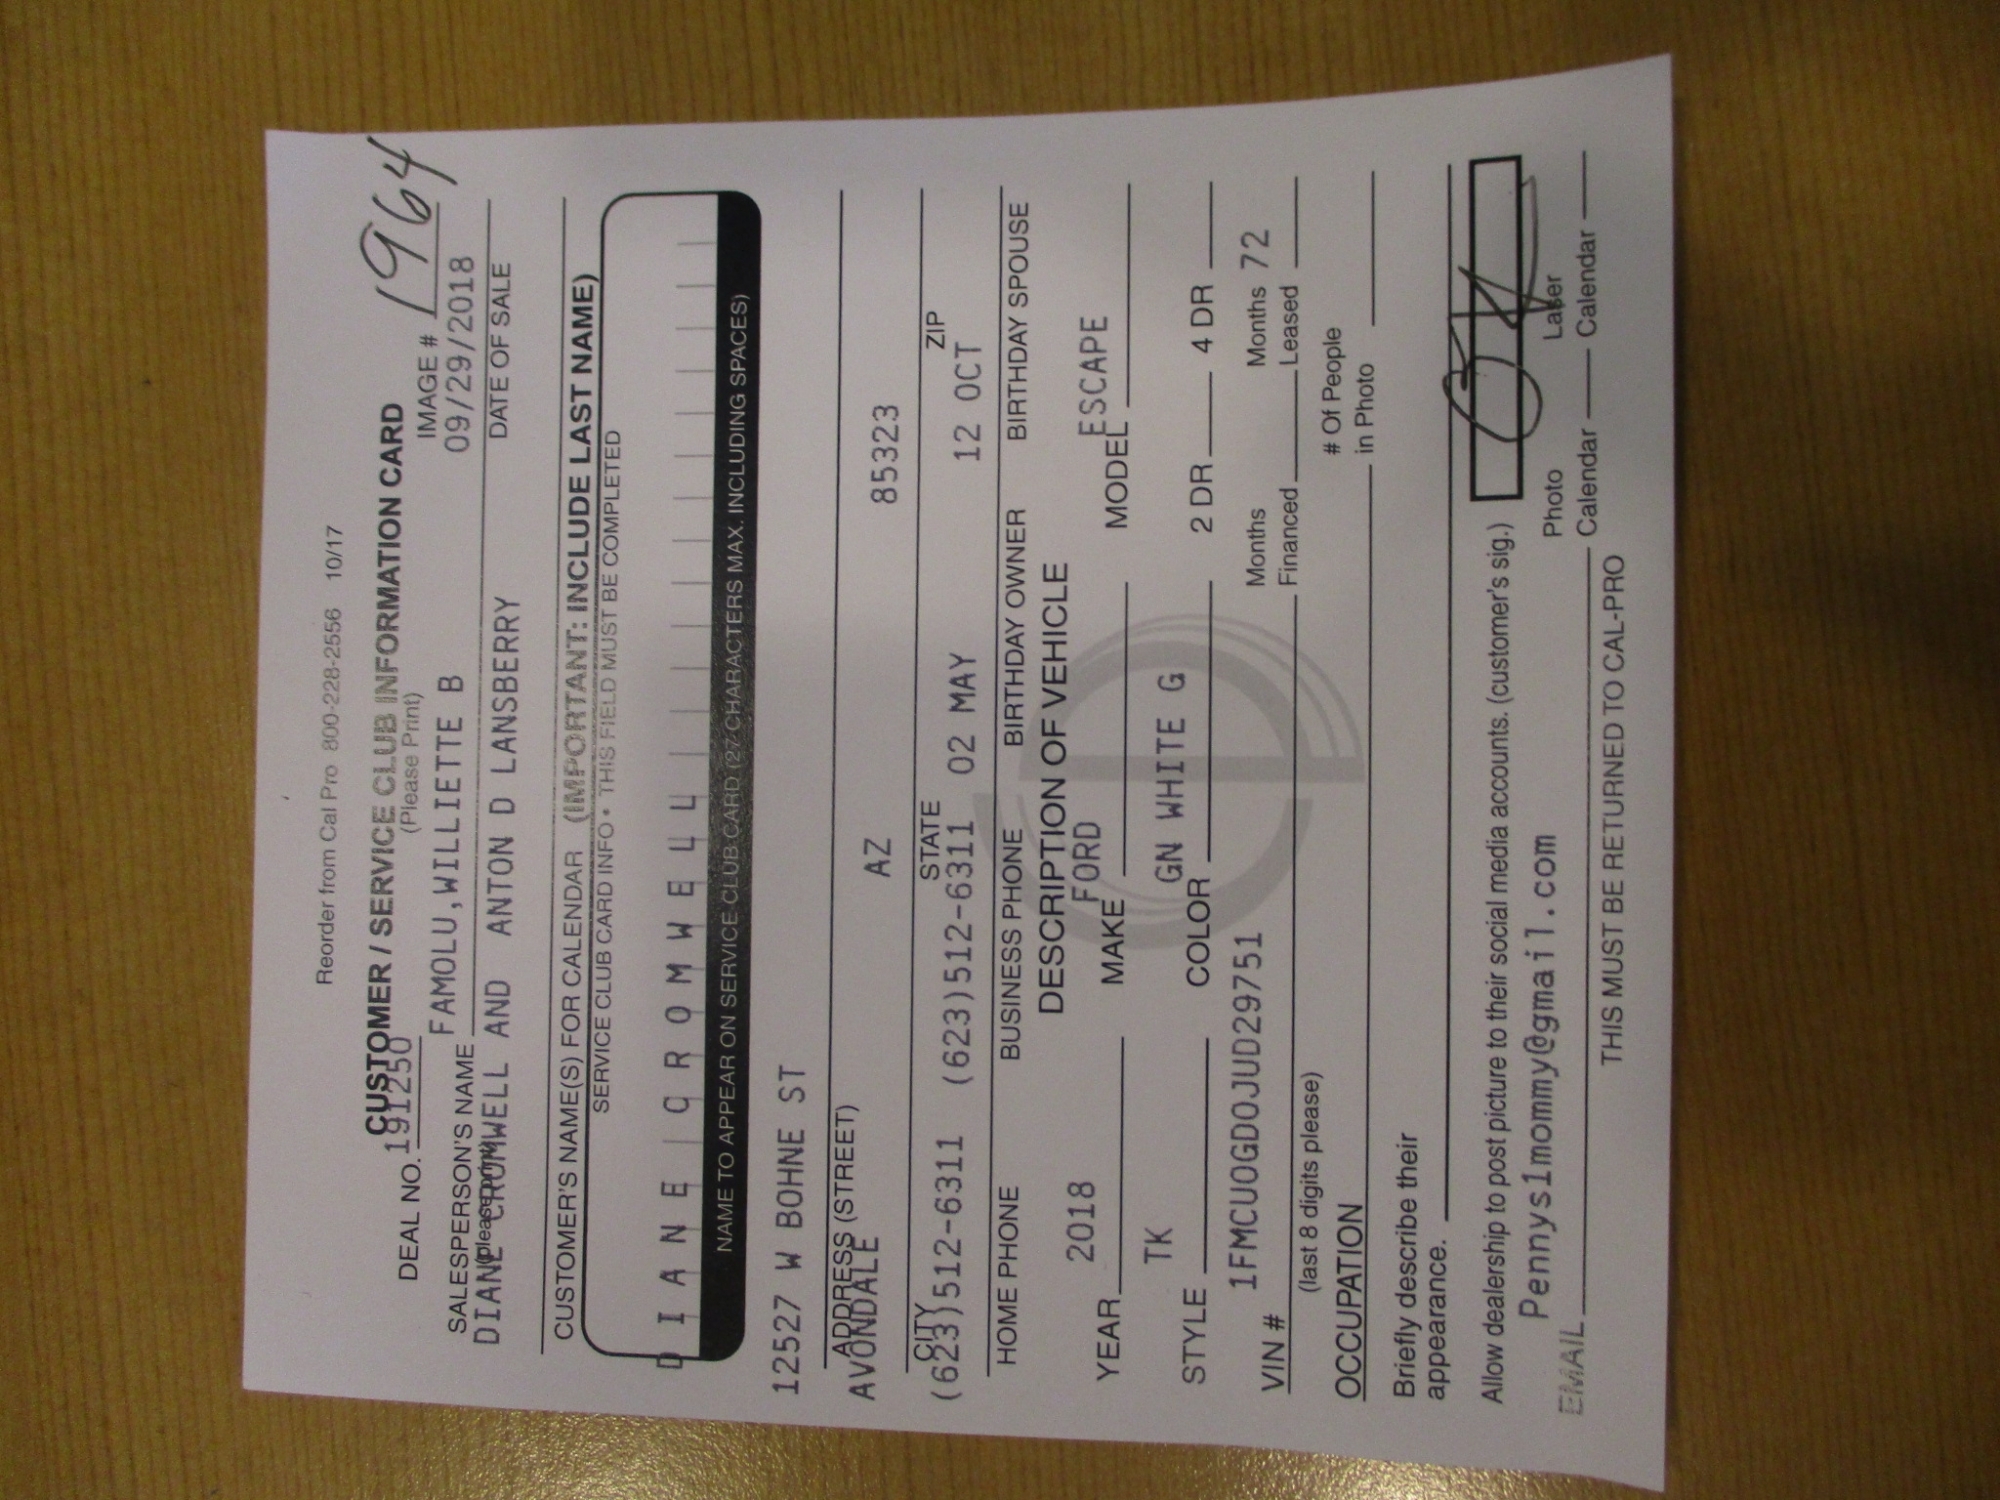 Reorder from Cal Pro 800-228-2556 10/17
CUSTOMER / SERVICE CLUB INFORMATION CARD
(Please Print)
DEAL NO. 191250 IMAGE # 1964
SALESPERSON'S NAME FAMOLU,WILLIETTE B 09/29/2018
(please print) DATE OF SALE
DIANE CROMWELL AND ANTON D LANSBERRY
CUSTOMER'S NAME(S) FOR CALENDAR (IMPORTANT: INCLUDE LAST NAME)
SERVICE CLUB CARD INFO • THIS FIELD MUST BE COMPLETED
DIANE CROMWELL
NAME TO APPEAR ON SERVICE CLUB CARD (27 CHARACTERS MAX. INCLUDING SPACES)
12527 W BOHNE ST
ADDRESS (STREET)
AVONDALE AZ 85323
CITY STATE ZIP
(623)512-6311 (623)512-6311 02 MAY 12 OCT
HOME PHONE BUSINESS PHONE BIRTHDAY OWNER BIRTHDAY SPOUSE
DESCRIPTION OF VEHICLE
YEAR 2018 MAKE FORD MODEL ESCAPE
STYLE TK COLOR GN WHITE G 2 DR 4 DR
VIN # 1FMCU0GD0JUD29751 Months Financed Months Leased 72
(last 8 digits please)
OCCUPATION # Of People in Photo
Briefly describe their
appearance.
Allow dealership to post picture to their social media accounts. (customer's sig.)
EMAIL Pennys1mommy@gmail.com Photo Calendar Laser Calendar
THIS MUST BE RETURNED TO CAL-PRO